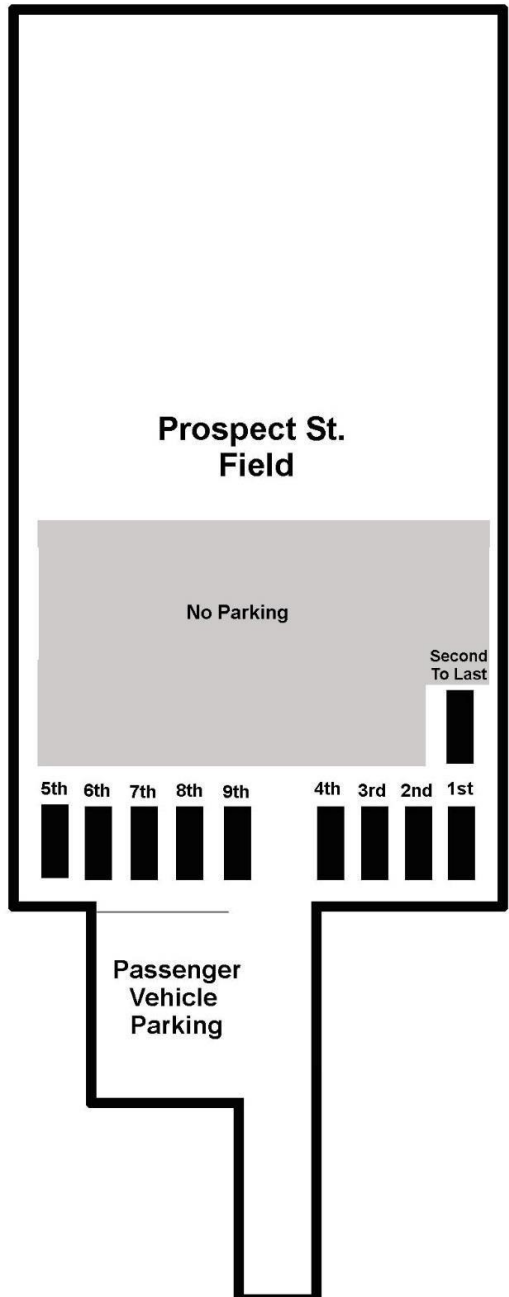 Prospect St.
Field
No Parking
Second
To Last
5th 6th 7th 8th 9th 4th 3rd 2nd 1st
Passenger
Vehicle
Parking